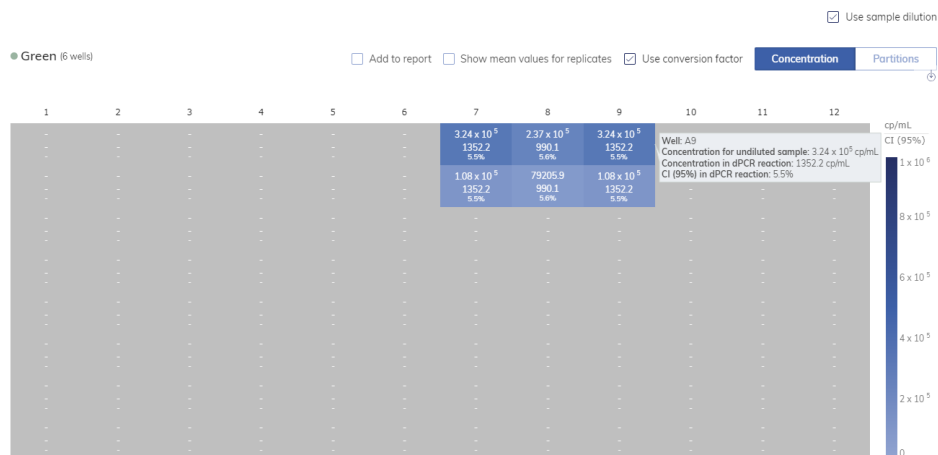 Use sample dilution
Green (6 wells)
Add to report
Show mean values for replicates
Use conversion factor
Concentration
Partitions
1 2 3 4 5 6 7 8 9 10 11 12
3.24 x 10⁵ 2.37 x 10⁵ 3.24 x 10⁵
1352.2 990.1 1352.2
5.5% 5.6% 5.5%
1.08 x 10⁵ 79205.9 1.08 x 10⁵
1352.2 990.1 1352.2
5.5% 5.6% 5.5%
Well: A9
Concentration for undiluted sample: 3.24 x 10⁵ cp/mL
Concentration in dPCR reaction: 1352.2 cp/mL
CI (95%) in dPCR reaction: 5.5%
cp/mL
CI (95%)
1 x 10⁶
8 x 10⁵
6 x 10⁵
4 x 10⁵
2 x 10⁵
0